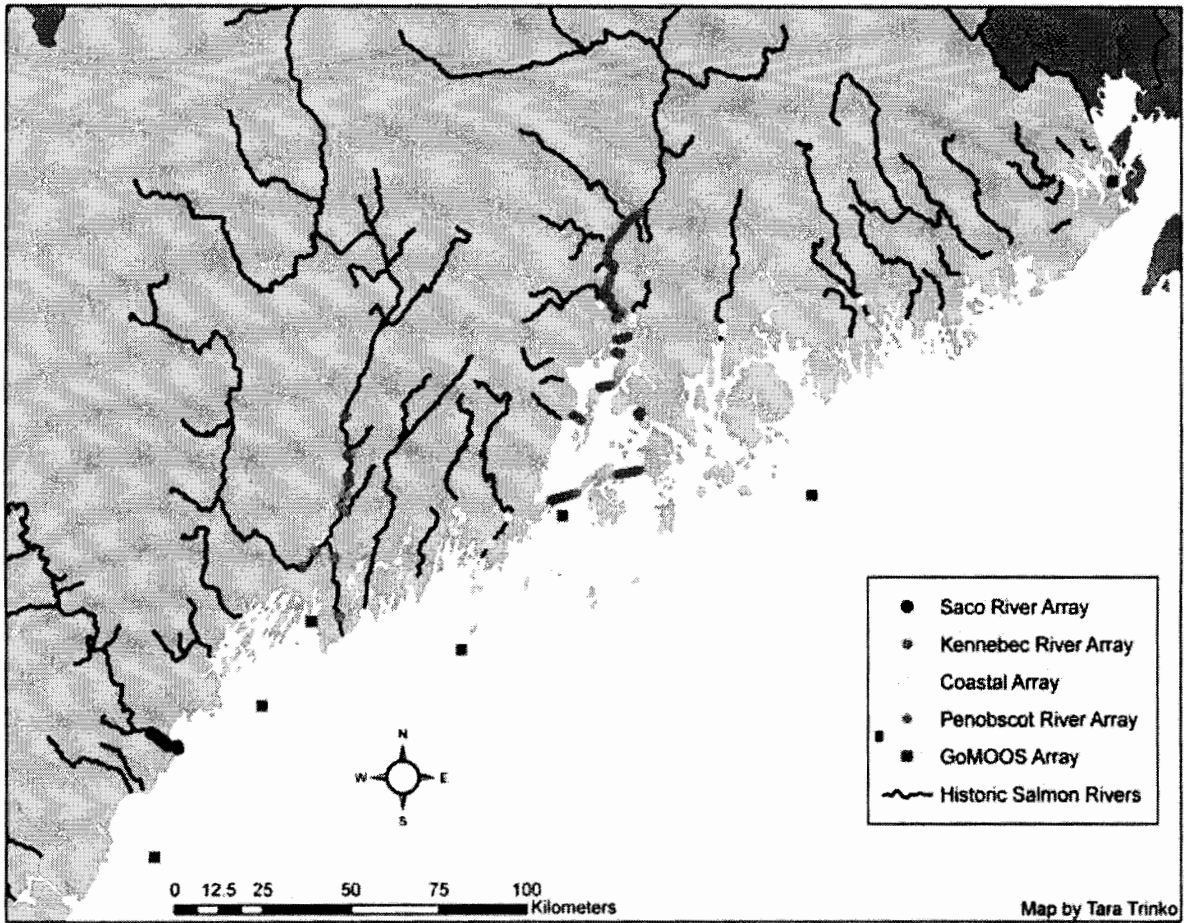 Saco River Array
Kennebec River Array
Coastal Array
Penobscot River Array
GoMOOS Array
Historic Salmon Rivers
N
W E
S
0 12.5 25 50 75 100
Kilometers
Map by Tara Trinko